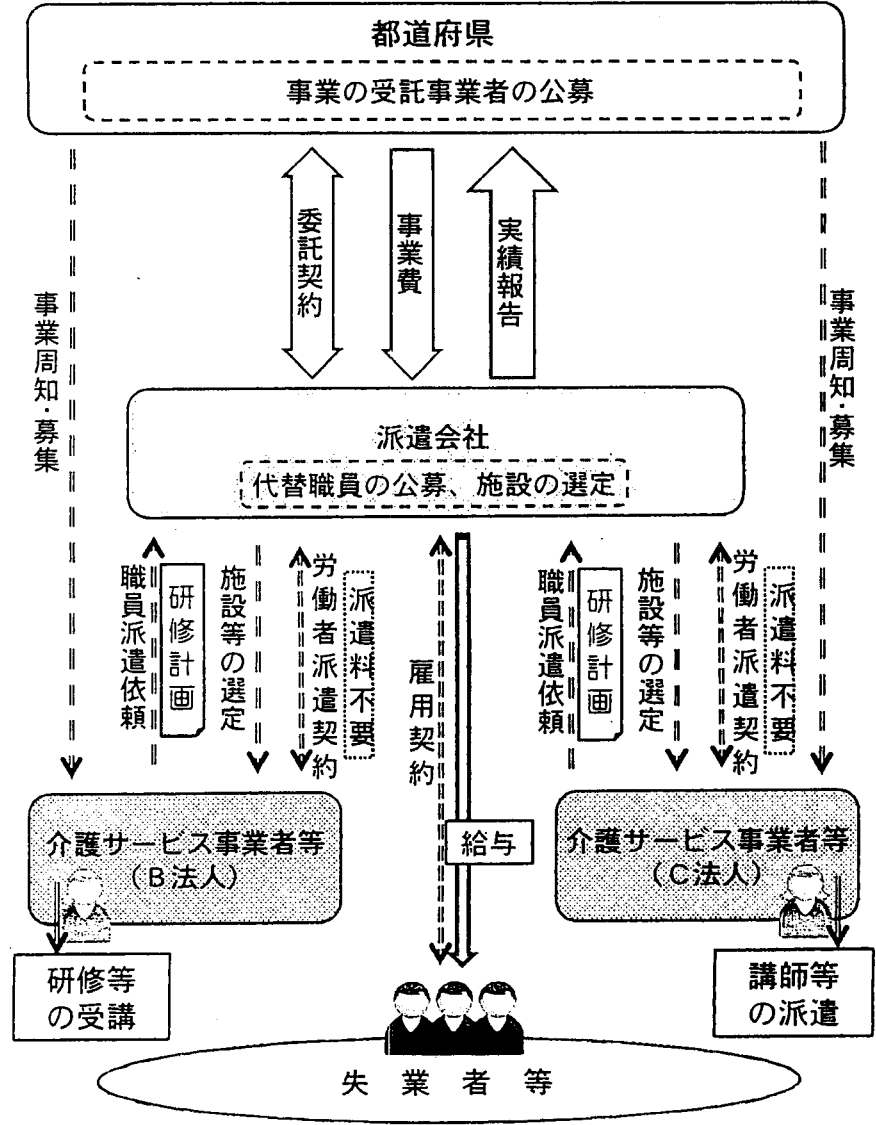 都道府県
事業の受託事業者の公募
委託契約
事業費
実績報告
事業周知・募集
事業周知・募集
派遣会社
代替職員の公募、施設の選定
職員派遣依頼
研修計画
施設等の選定
労働者派遣契約
派遣料不要
雇用契約
給与
職員派遣依頼
研修計画
施設等の選定
労働者派遣契約
派遣料不要
介護サービス事業者等
（B法人）
介護サービス事業者等
（C法人）
研修等
の受講
講師等
の派遣
失業者等